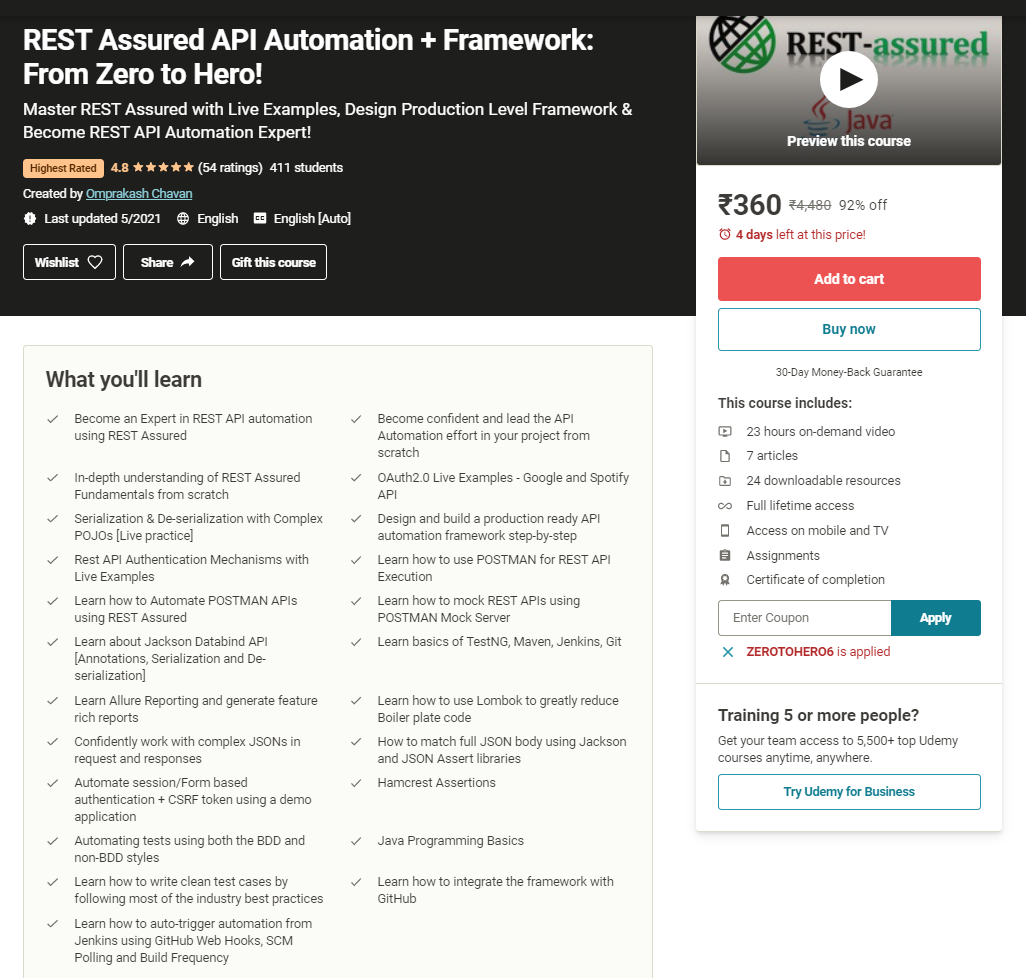 REST Assured API Automation + Framework:
From Zero to Hero!
Master REST Assured with Live Examples, Design Production Level Framework &
Become REST API Automation Expert!
Highest Rated 4.8 (54 ratings) 411 students
Created by Omprakash Chavan
Last updated 5/2021 English English [Auto]
Wishlist Share Gift this course
REST-assured
Java
Preview this course
₹360 ₹4,480 92% off
4 days left at this price!
Add to cart
Buy now
30-Day Money-Back Guarantee
This course includes:
23 hours on-demand video
7 articles
24 downloadable resources
Full lifetime access
Access on mobile and TV
Assignments
Certificate of completion
Enter Coupon Apply
ZEROTOHERO6 is applied
Training 5 or more people?
Get your team access to 5,500+ top Udemy
courses anytime, anywhere.
Try Udemy for Business
What you'll learn
Become an Expert in REST API automation
using REST Assured
Become confident and lead the API
Automation effort in your project from
scratch
In-depth understanding of REST Assured
Fundamentals from scratch
OAuth2.0 Live Examples - Google and Spotify
API
Serialization & De-serialization with Complex
POJOs [Live practice]
Design and build a production ready API
automation framework step-by-step
Rest API Authentication Mechanisms with
Live Examples
Learn how to use POSTMAN for REST API
Execution
Learn how to Automate POSTMAN APIs
using REST Assured
Learn how to mock REST APIs using
POSTMAN Mock Server
Learn about Jackson Databind API
[Annotations, Serialization and De-
serialization]
Learn basics of TestNG, Maven, Jenkins, Git
Learn Allure Reporting and generate feature
rich reports
Learn how to use Lombok to greatly reduce
Boiler plate code
Confidently work with complex JSONs in
request and responses
How to match full JSON body using Jackson
and JSON Assert libraries
Automate session/Form based
authentication + CSRF token using a demo
application
Hamcrest Assertions
Automating tests using both the BDD and
non-BDD styles
Java Programming Basics
Learn how to write clean test cases by
following most of the industry best practices
Learn how to integrate the framework with
GitHub
Learn how to auto-trigger automation from
Jenkins using GitHub Web Hooks, SCM
Polling and Build Frequency